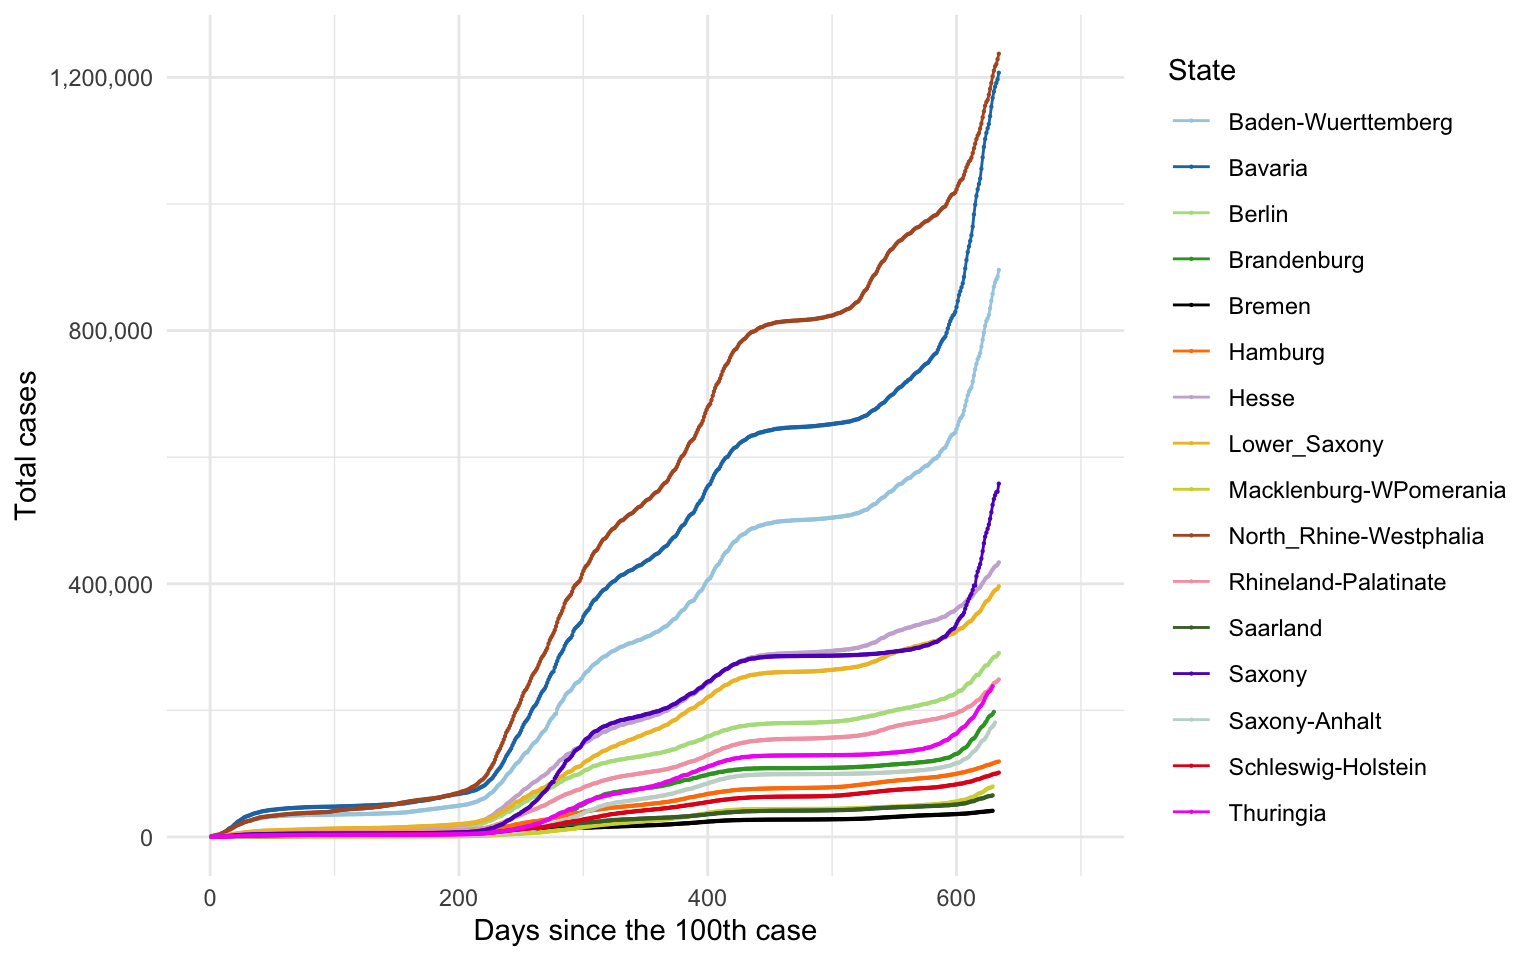 1,200,000
800,000
400,000
0
0
200
400
600
Total cases
Days since the 100th case
State
Baden-Wuerttemberg
Bavaria
Berlin
Brandenburg
Bremen
Hamburg
Hesse
Lower_Saxony
Macklenburg-WPomerania
North_Rhine-Westphalia
Rhineland-Palatinate
Saarland
Saxony
Saxony-Anhalt
Schleswig-Holstein
Thuringia